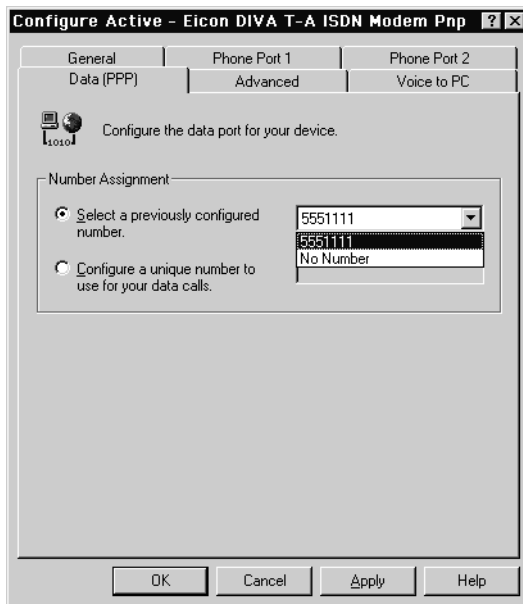 Configure Active - Eicon DIVA T-A ISDN Modem Pnp
General Phone Port 1 Phone Port 2
Data (PPP) Advanced Voice to PC
1010
Configure the data port for your device.
Number Assignment
Select a previously configured
number.
5551111
5551111
No Number
Configure a unique number to
use for your data calls.
OK Cancel Apply Help